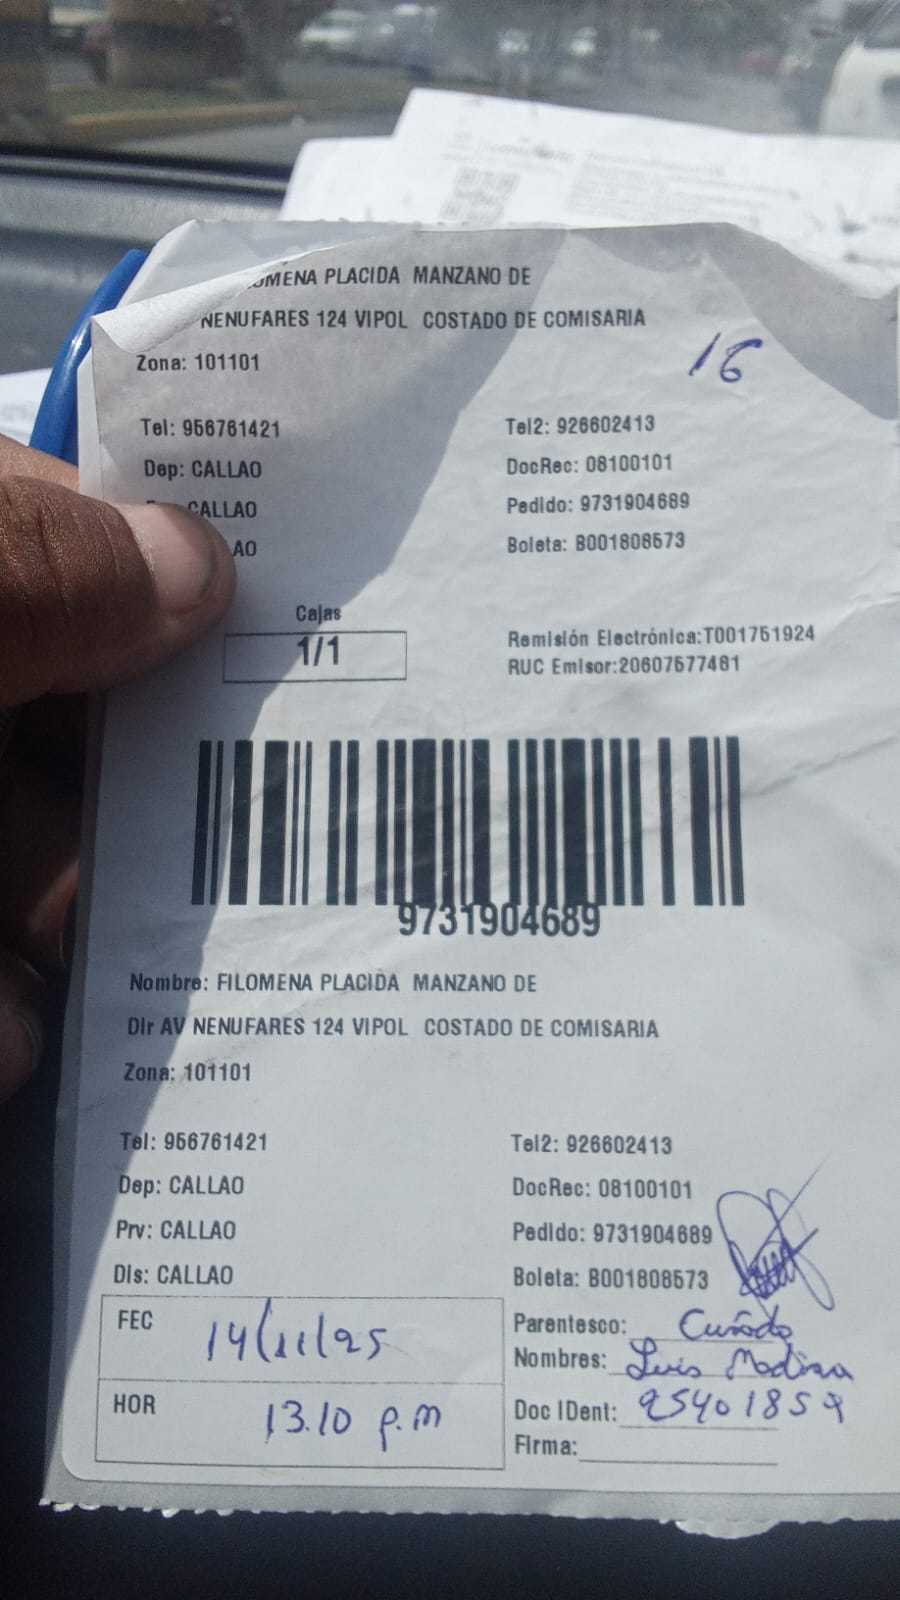 FILOMENA PLACIDA MANZANO DE
NENUFARES 124 VIPOL COSTADO DE COMISARIA
16
Zona: 101101
Tel: 956761421 Tel2: 926602413
Dep: CALLAO DocRec: 08100101
CALLAO Pedido: 9731904689
LAO Boleta: B001808573
Cajas
1/1
Remisión Electrónica:T001751924
RUC Emisor:20607577481
9731904689
Nombre: FILOMENA PLACIDA MANZANO DE
Dir AV NENUFARES 124 VIPOL COSTADO DE COMISARIA
Zona: 101101
Tel: 956761421 Tel2: 926602413
Dep: CALLAO DocRec: 08100101
Prv: CALLAO Pedido: 9731904689
Dis: CALLAO Boleta: B001808573
FEC 14/11/25
HOR 13.10 p.m
Parentesco: Cuñado
Nombres: Luis
Doc IDent:
Firma: